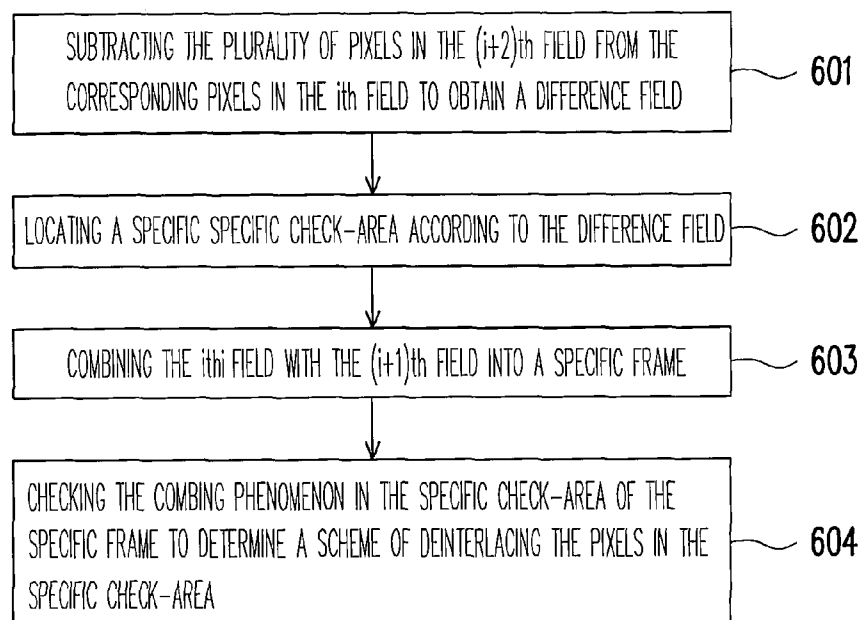 SUBTRACTING THE PLURALITY OF PIXELS IN THE (i+2)th FIELD FROM THE
CORRESPONDING PIXELS IN THE ith FIELD TO OBTAIN A DIFFERENCE FIELD
601
LOCATING A SPECIFIC SPECIFIC CHECK-AREA ACCORDING TO THE DIFFERENCE FIELD
602
COMBINING THE ithi FIELD WITH THE (i+1)th FIELD INTO A SPECIFIC FRAME
603
CHECKING THE COMBING PHENOMENON IN THE SPECIFIC CHECK-AREA OF THE
SPECIFIC FRAME TO DETERMINE A SCHEME OF DEINTERLACING THE PIXELS IN THE
SPECIFIC CHECK-AREA
604